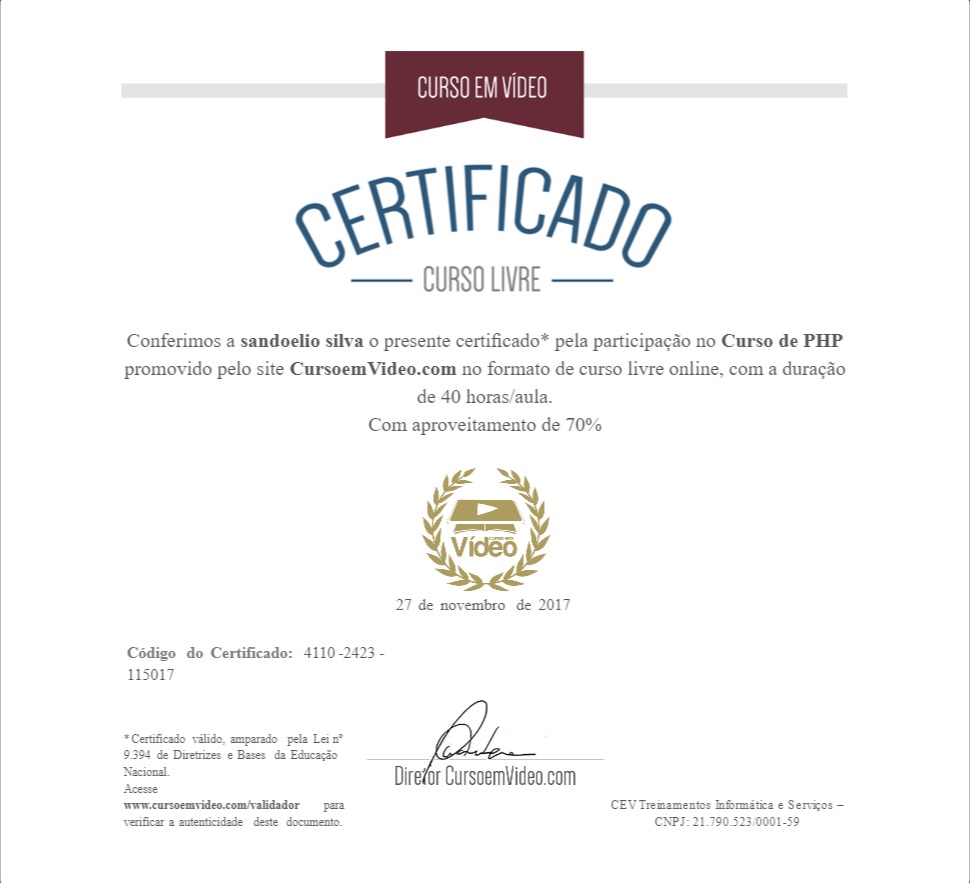 CURSO EM VÍDEO
CERTIFICADO
CURSO LIVRE
Conferimos a sandoelio silva o presente certificado* pela participação no Curso de PHP
promovido pelo site CursoemVideo.com no formato de curso livre online, com a duração
de 40 horas/aula.
Com aproveitamento de 70%
CURSO EM
Vídeo
27 de novembro de 2017
Código do Certificado: 4110 -2423 -
115017
*Certificado válido, amparado pela Lei nº
9.394 de Diretrizes e Bases da Educação
Nacional.
Acesse
www.cursoemvideo.com/validador para
verificar a autenticidade deste documento.
Diretor CursoemVideo.com
CEV Treinamentos Informática e Serviços –
CNPJ: 21.790.523/0001-59